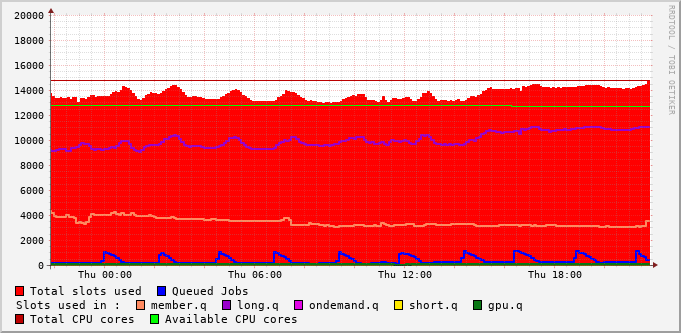 20000
18000
16000
14000
12000
10000
8000
6000
4000
2000
0
Thu 00:00 Thu 06:00 Thu 12:00 Thu 18:00
RRDTOOL / TOBI OETIKER
Total slots used Queued Jobs
Slots used in : member.q long.q ondemand.q short.q gpu.q
Total CPU cores Available CPU cores